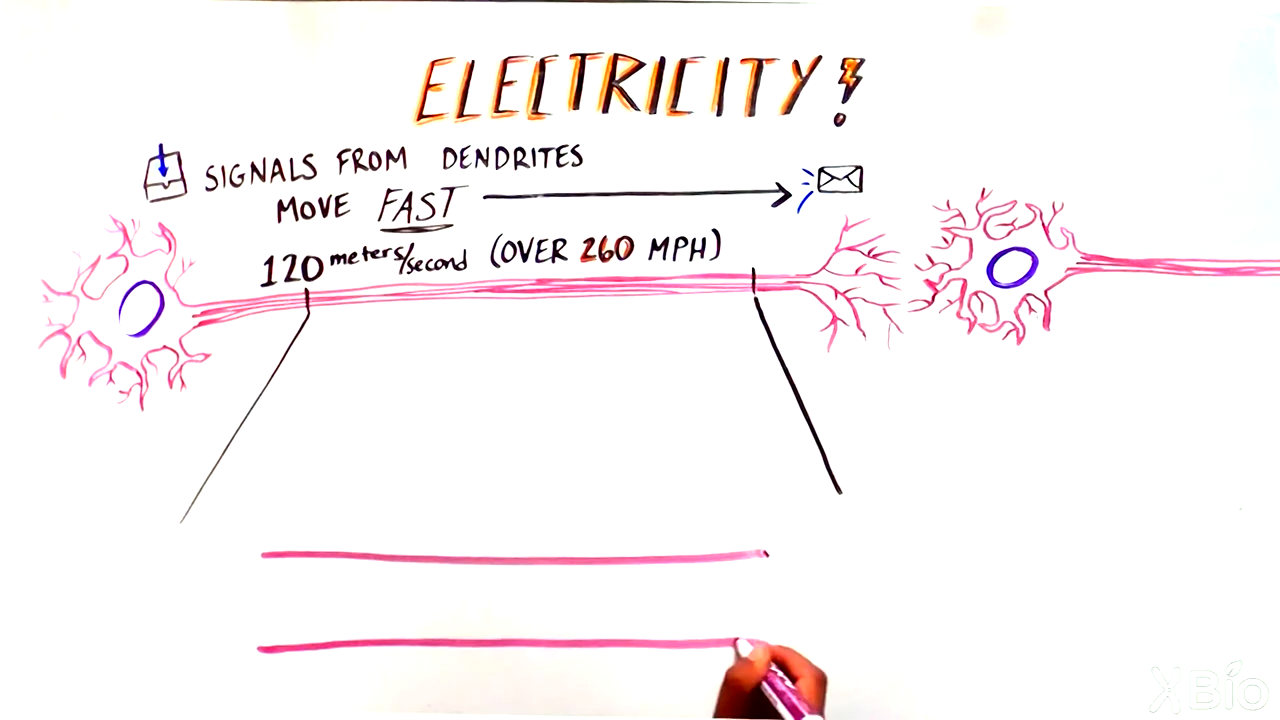 ELECTRICITY!
SIGNALS FROM DENDRITES
MOVE FAST
120 meters/second (OVER 260 MPH)
XBio